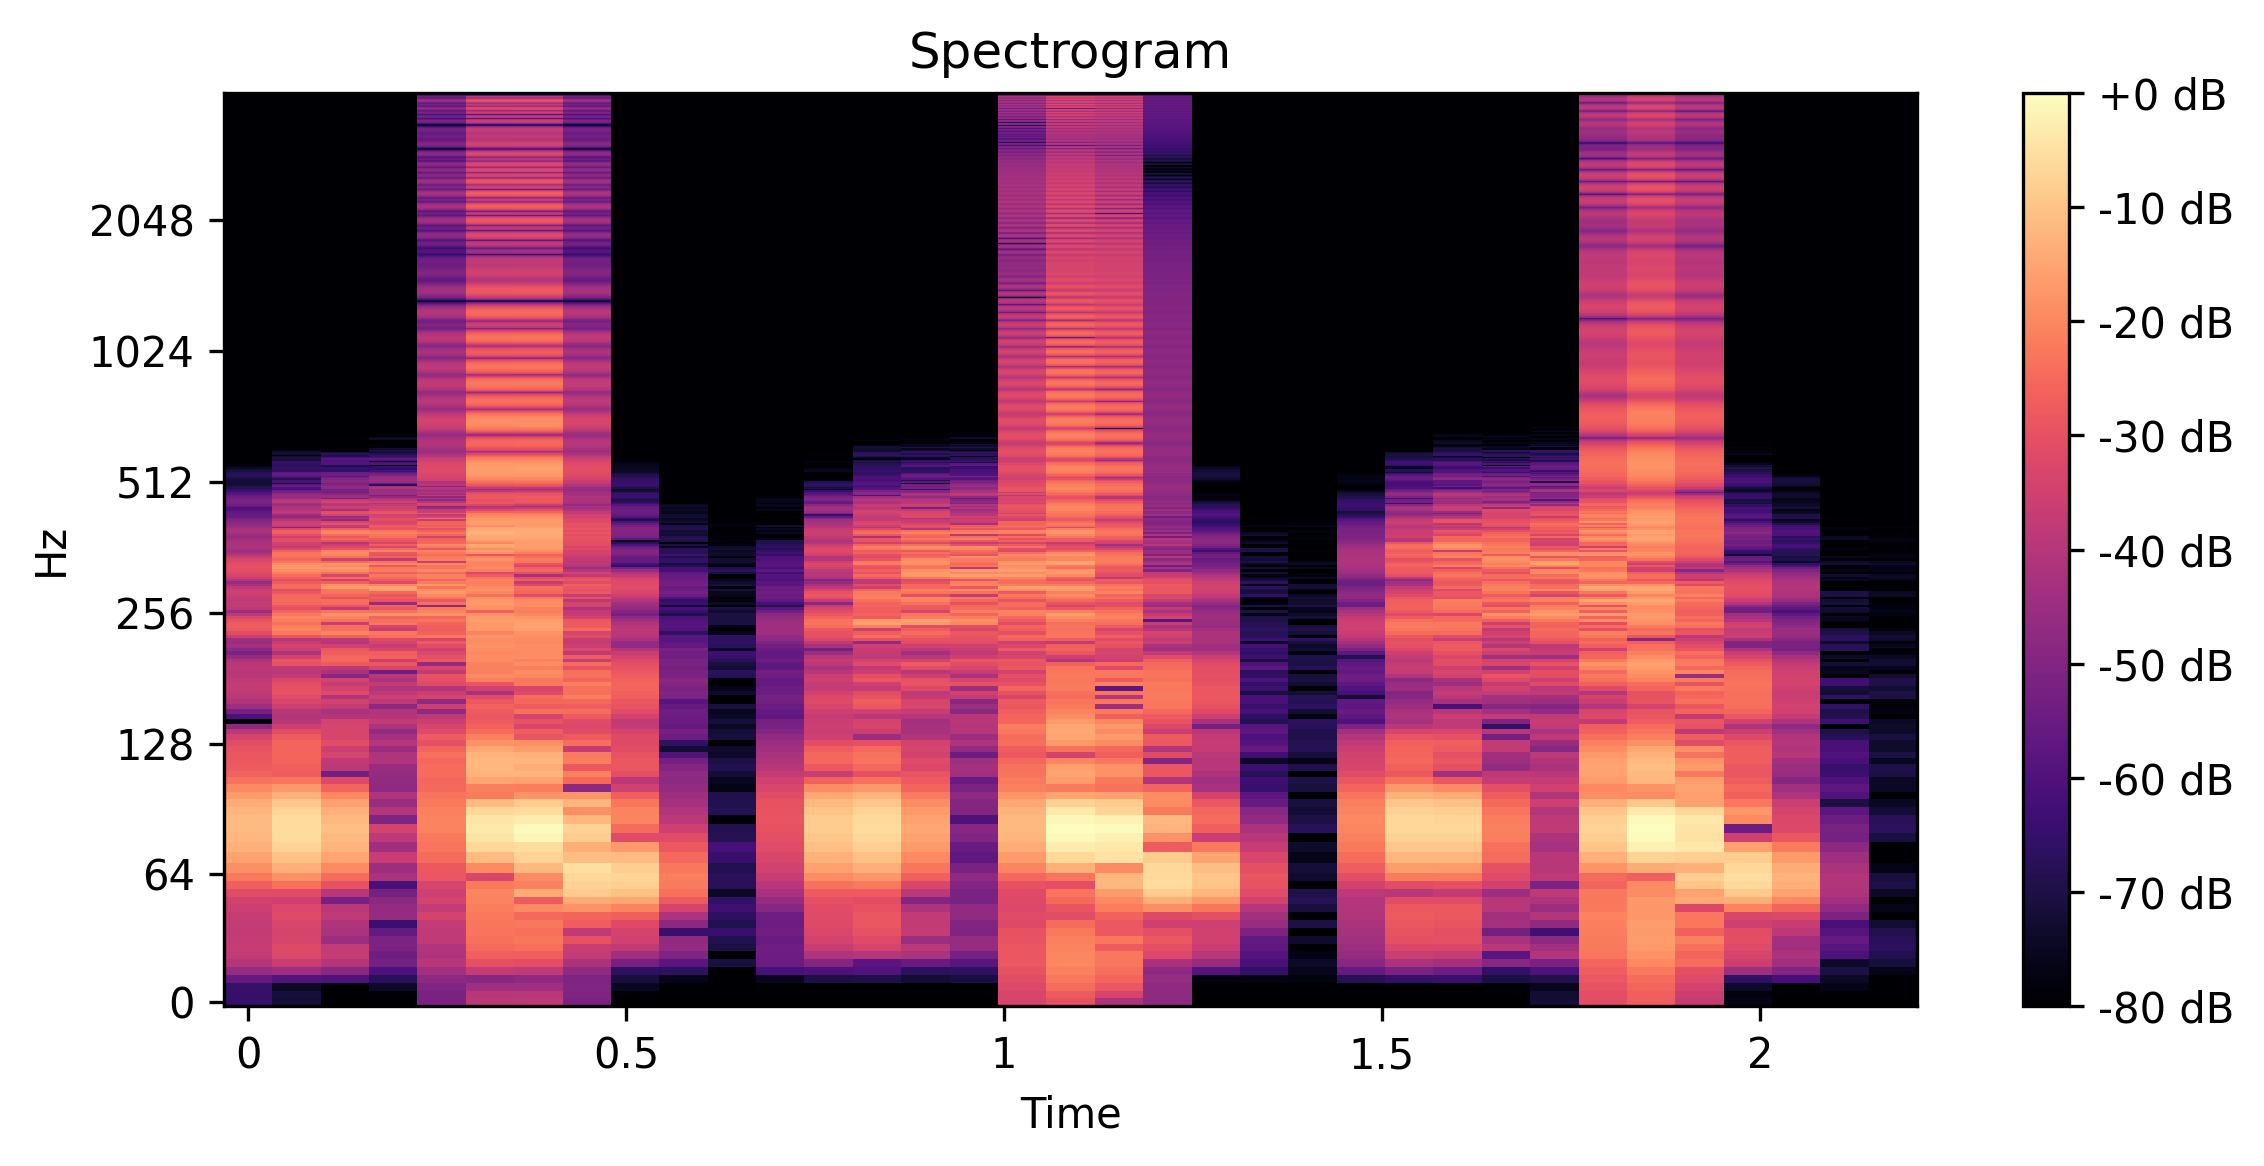 Spectrogram
Hz
2048
1024
512
256
128
64
0
0 0.5 1 1.5 2
Time
+0 dB
-10 dB
-20 dB
-30 dB
-40 dB
-50 dB
-60 dB
-70 dB
-80 dB